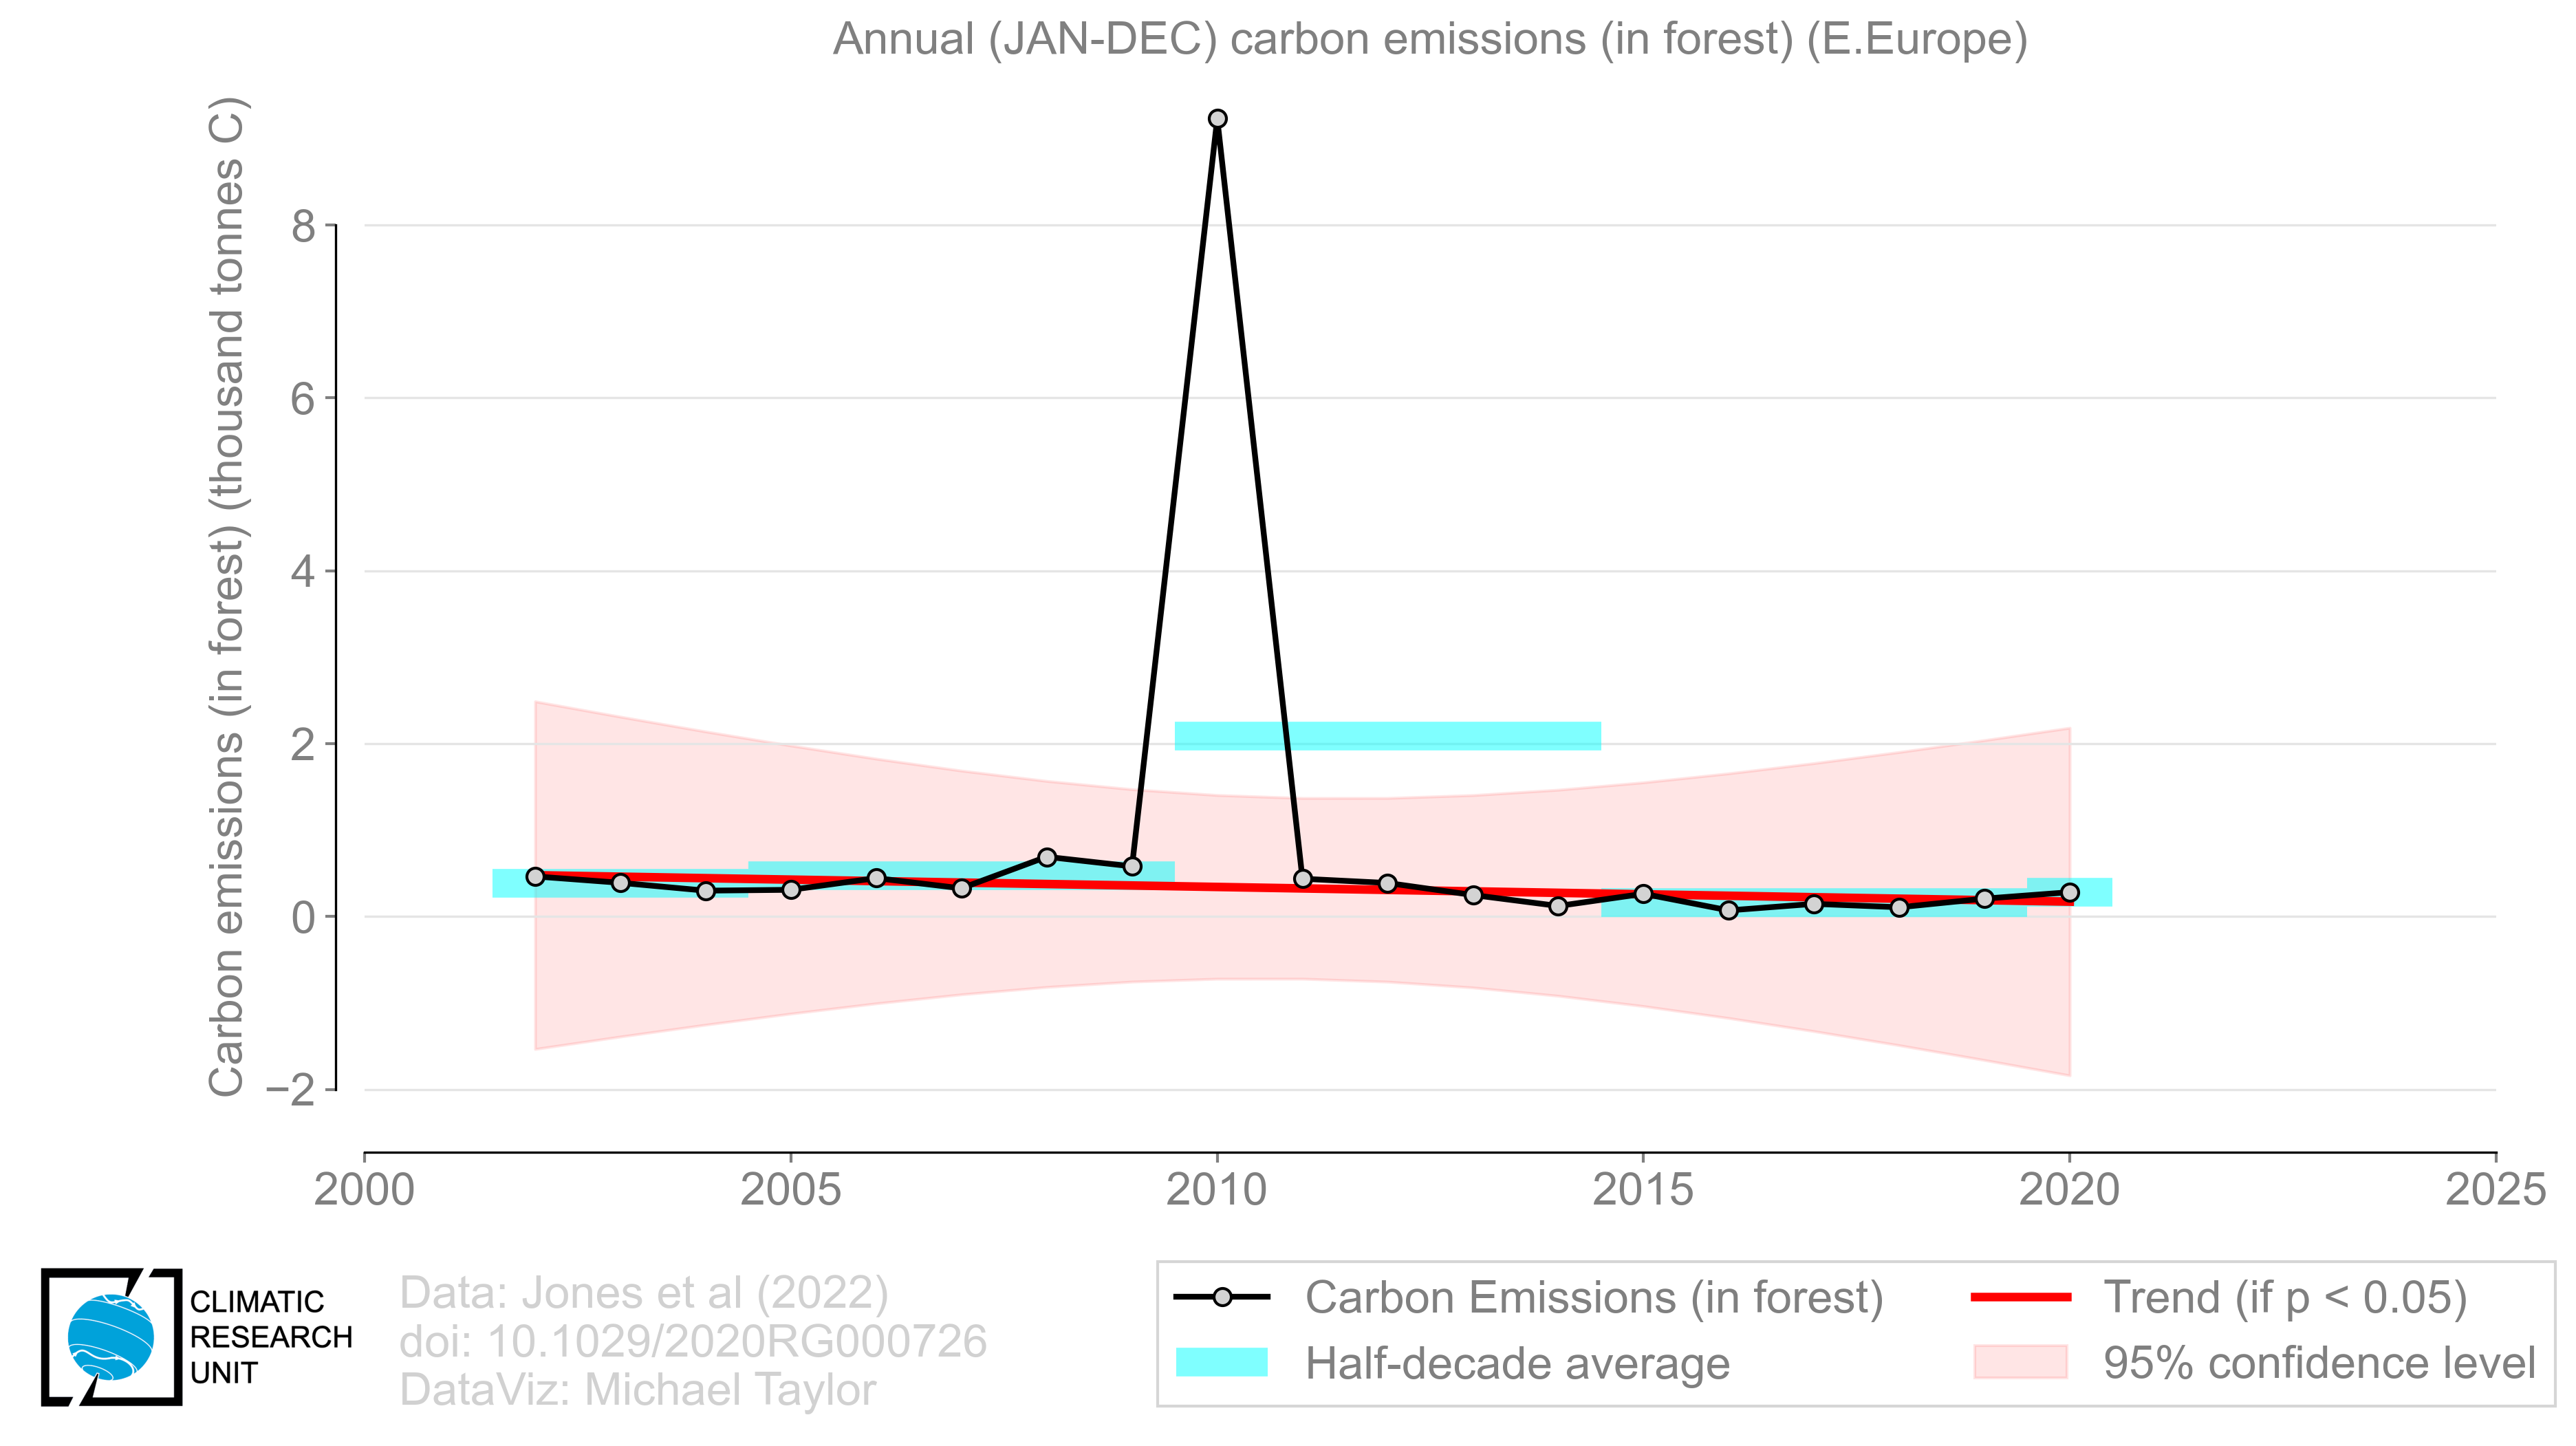 Annual (JAN-DEC) carbon emissions (in forest) (E.Europe)
Carbon emissions (in forest) (thousand tonnes C)
8
6
4
2
0
−2
2000
2005
2010
2015
2020
2025
CLIMATIC
RESEARCH
UNIT
Data: Jones et al (2022)
doi: 10.1029/2020RG000726
DataViz: Michael Taylor
Carbon Emissions (in forest)
Half-decade average
Trend (if p < 0.05)
95% confidence level